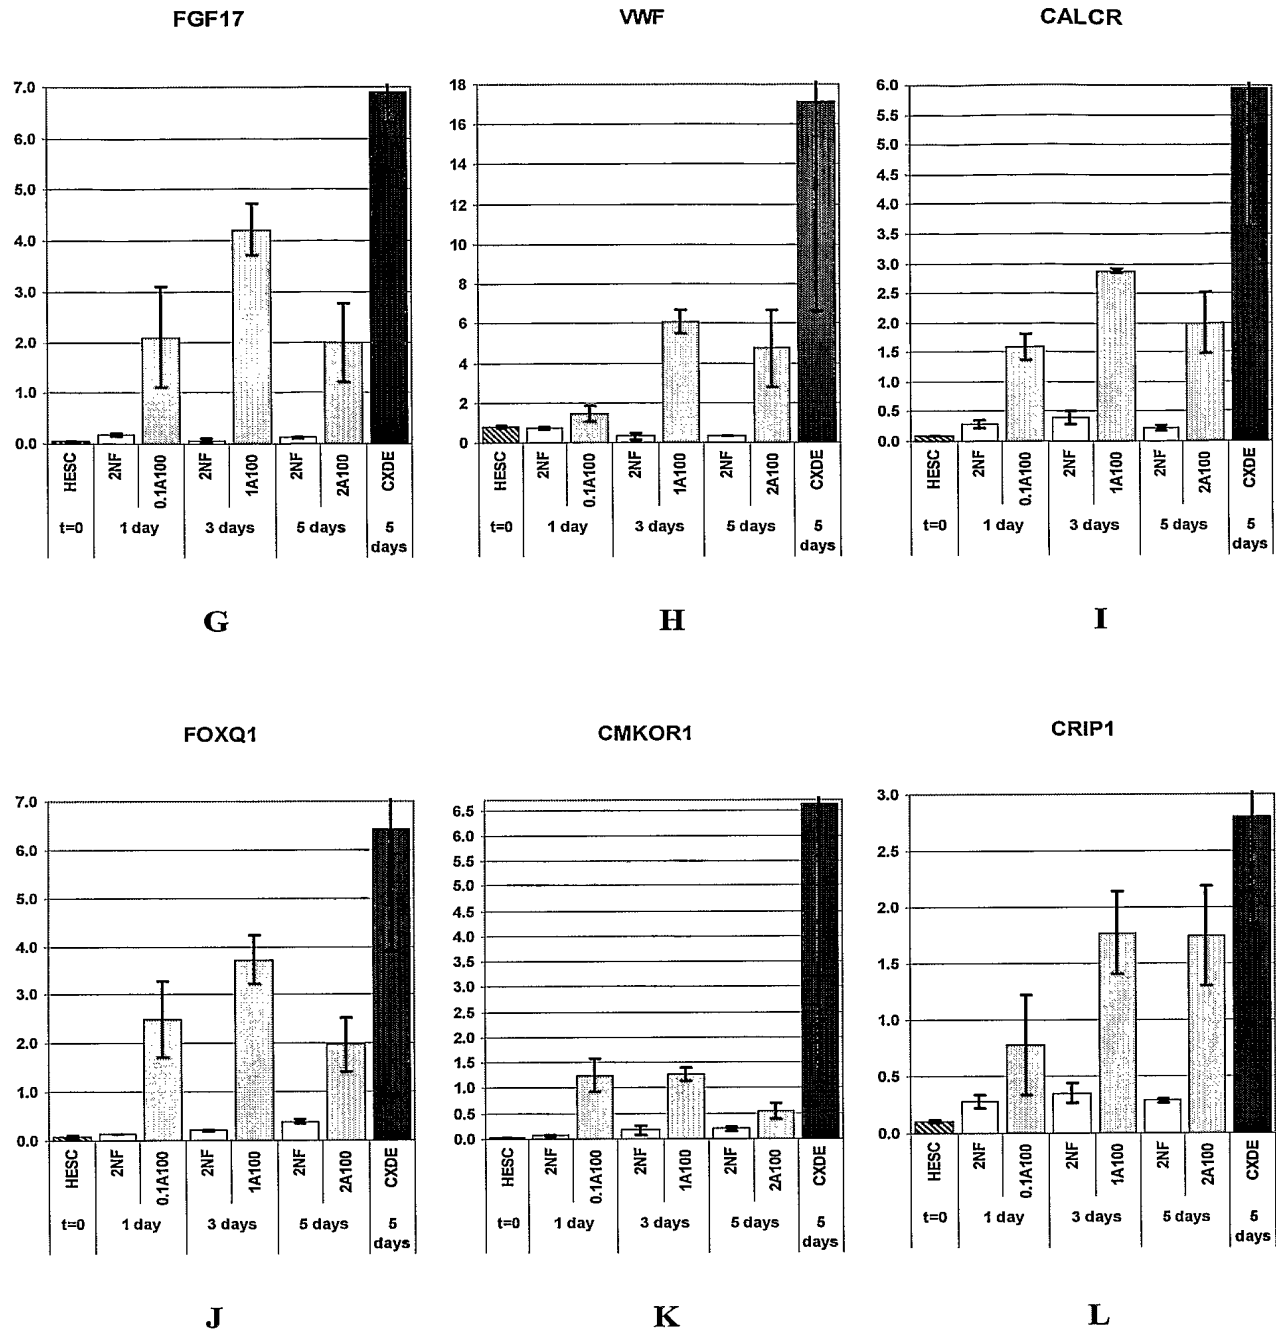 FGF17 VWF CALCR
7.0 6.0 5.0 4.0 3.0 2.0 1.0 0.0
HESC 2NF 0.1A100 2NF 1A100 2NF 2A100 CXDE
t=0 1 day 3 days 5 days 5 days
18 16 14 12 10 8 6 4 2 0
HESC 2NF 0.1A100 2NF 1A100 2NF 2A100 CXDE
t=0 1 day 3 days 5 days 5 days
6.0 5.5 5.0 4.5 4.0 3.5 3.0 2.5 2.0 1.5 1.0 0.5 0.0
HESC 2NF 0.1A100 2NF 1A100 2NF 2A100 CXDE
t=0 1 day 3 days 5 days 5 days
G H I
FOXQ1 CMKOR1 CRIP1
7.0 6.0 5.0 4.0 3.0 2.0 1.0 0.0
HESC 2NF 0.1A100 2NF 1A100 2NF 2A100 CXDE
t=0 1 day 3 days 5 days 5 days
6.5 6.0 5.5 5.0 4.5 4.0 3.5 3.0 2.5 2.0 1.5 1.0 0.5 0.0
HESC 2NF 0.1A100 2NF 1A100 2NF 2A100 CXDE
t=0 1 day 3 days 5 days 5 days
3.0 2.5 2.0 1.5 1.0 0.5 0.0
HESC 2NF 0.1A100 2NF 1A100 2NF 2A100 CXDE
t=0 1 day 3 days 5 days 5 days
J K L